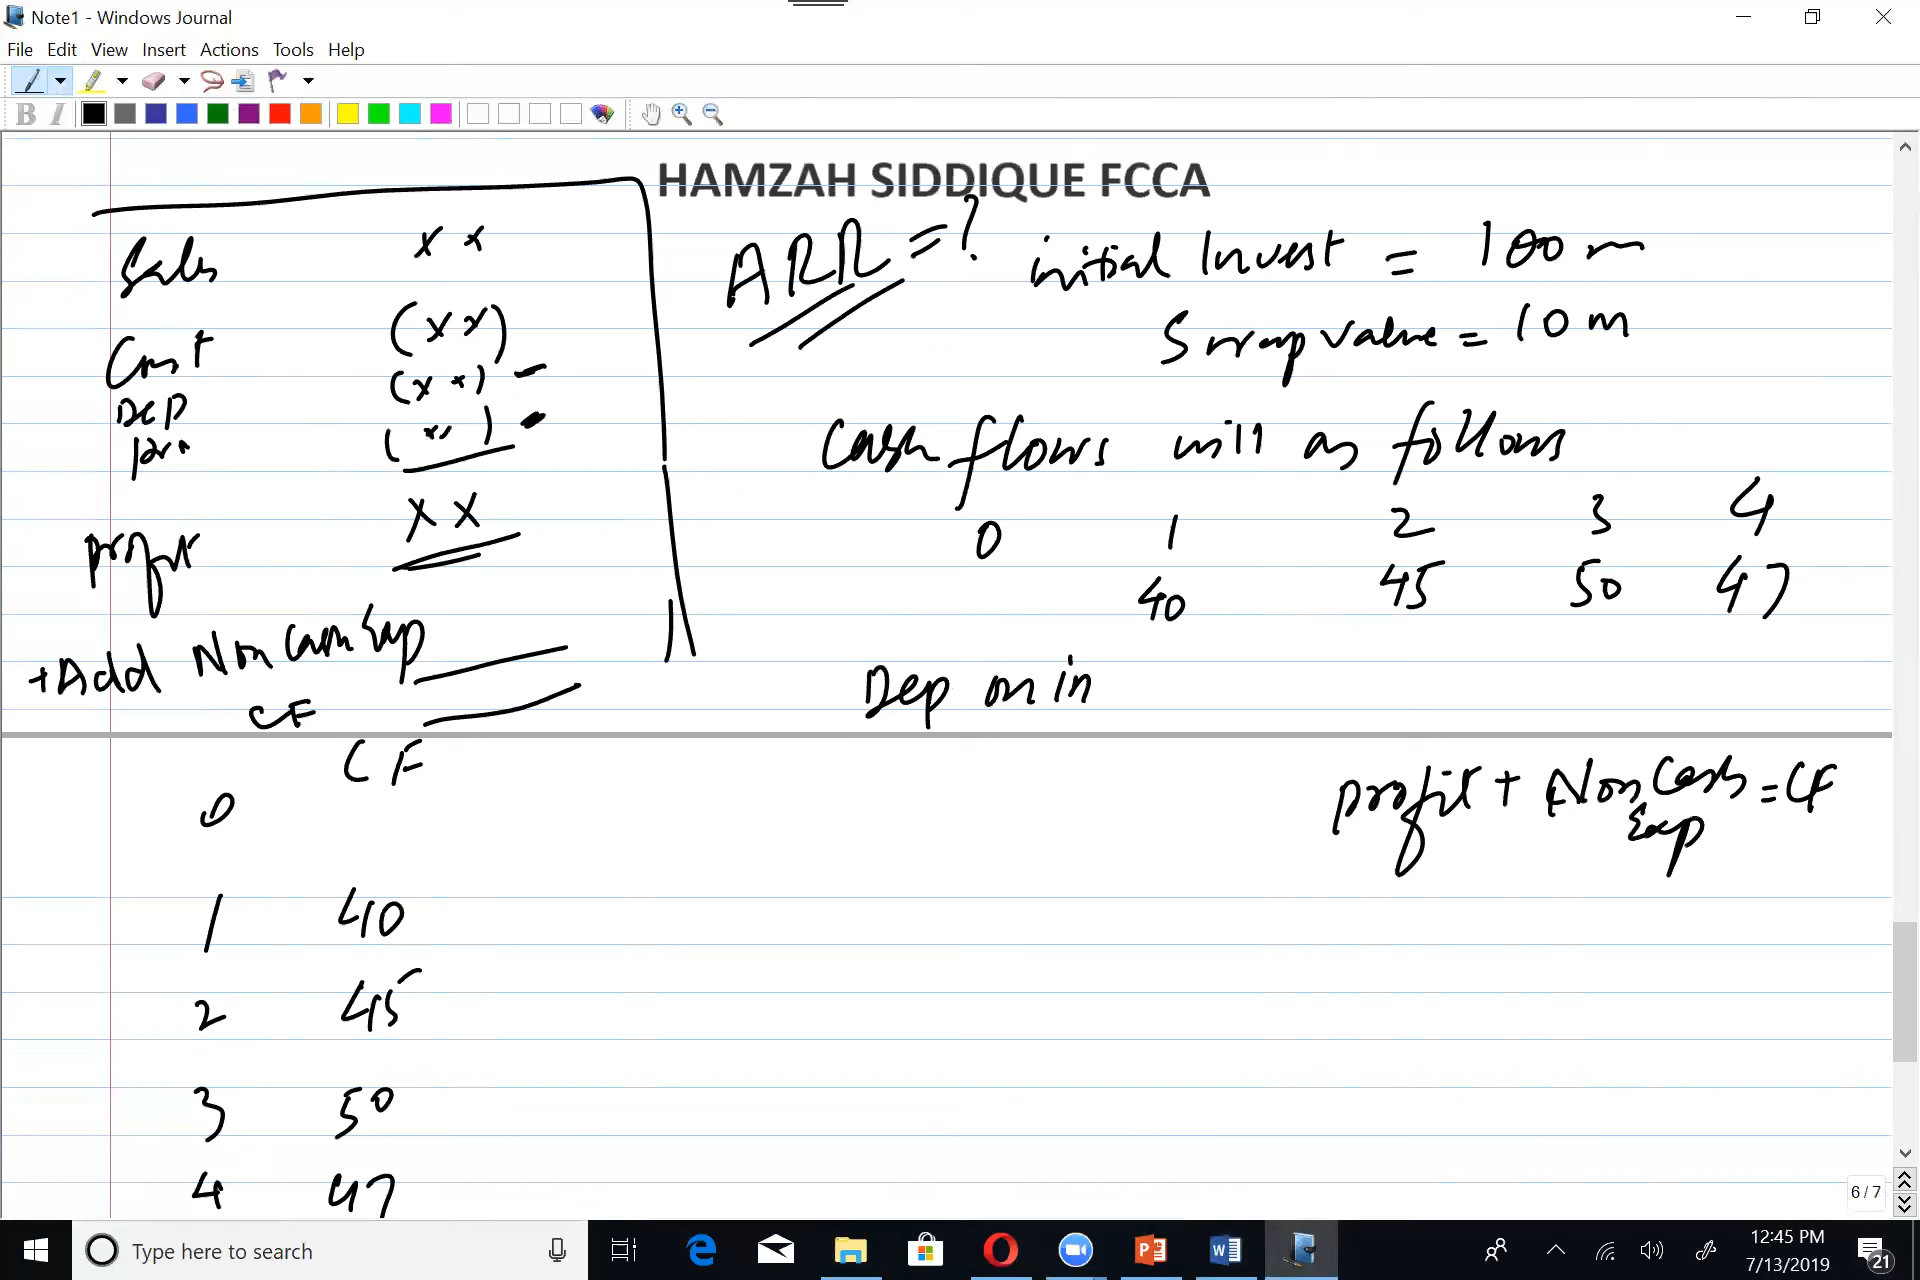 Note1 - Windows Journal
File Edit View Insert Actions Tools Help
B I
HAMZAH SIDDIQUE FCCA
Sales xx
Cost (xx)
DEP (xx) -
(xx) -
profit xx
+Add Non Cash Exp
CF
ARR = ?
initial Invest = 100 m
Scrap value = 10 m
Cash flows will as follows
0 1 2 3 4
40 45 50 47
Dep on in
CF
0
1 40
2 45
3 50
4 47
profit + Non Cash Exp = CF
6 / 7
Type here to search
12:45 PM
7/13/2019
21